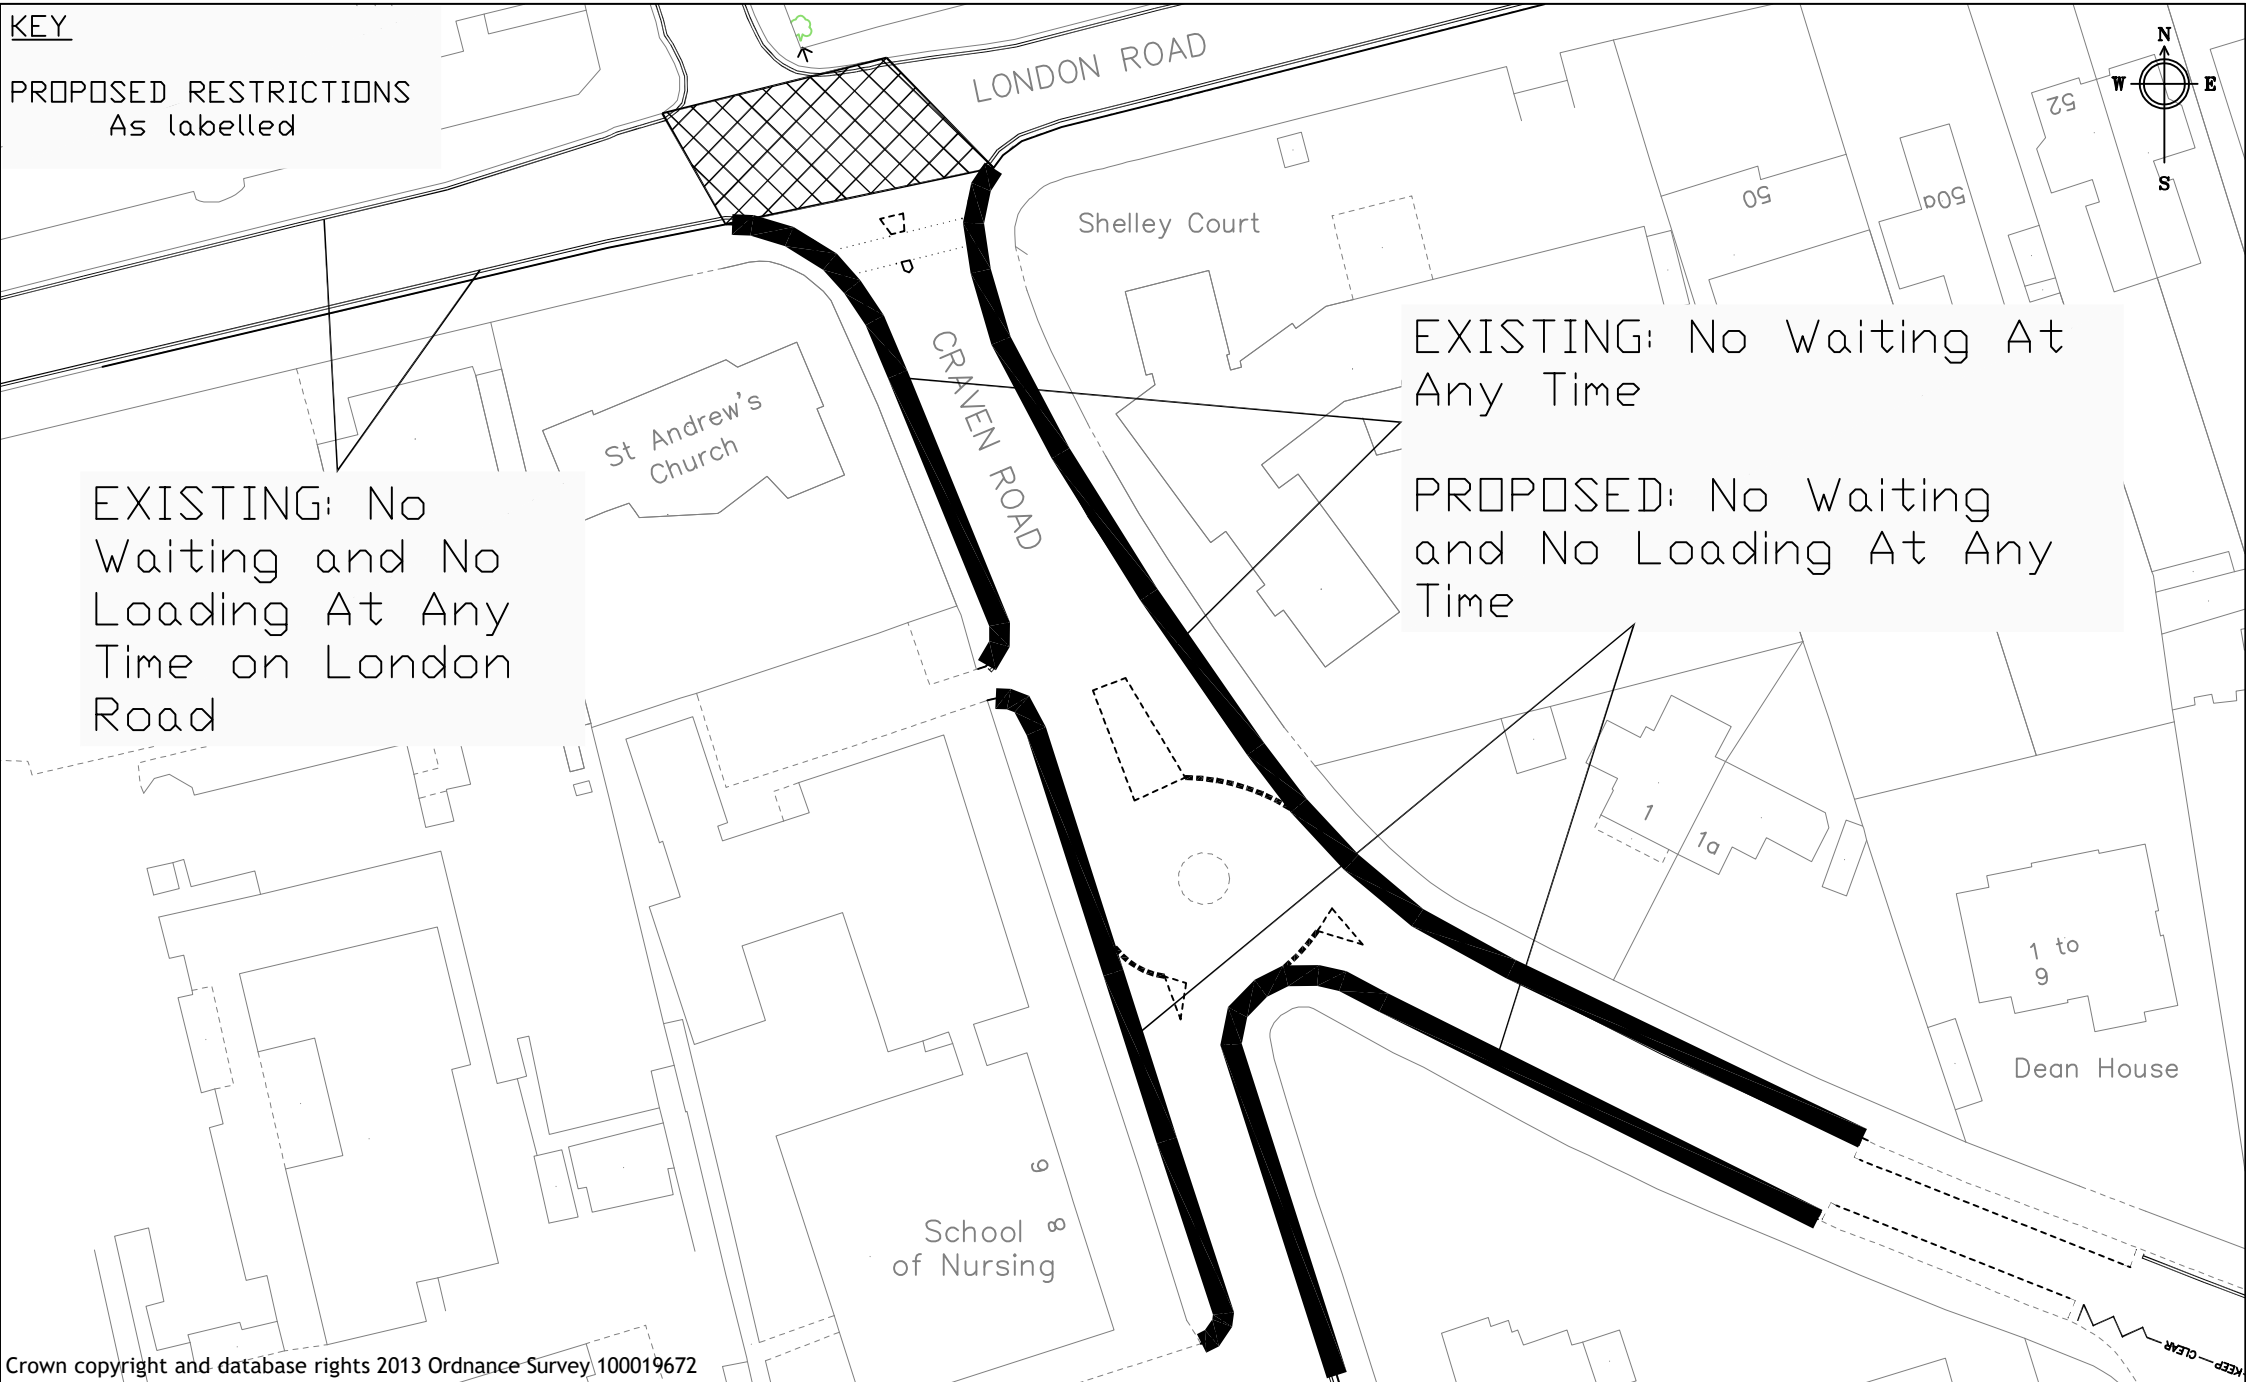 KEY
PROPOSED RESTRICTIONS
As labelled
LONDON ROAD
N
W E
S
52
50
50a
Shelley Court
CRAVEN ROAD
St Andrew's
Church
EXISTING: No Waiting At
Any Time
PROPOSED: No Waiting
and No Loading At Any
Time
EXISTING: No
Waiting and No
Loading At Any
Time on London
Road
1
1a
1 to
9
Dean House
9
8
School
of Nursing
KEEP CLEAR
Crown copyright and database rights 2013 Ordnance Survey 100019672